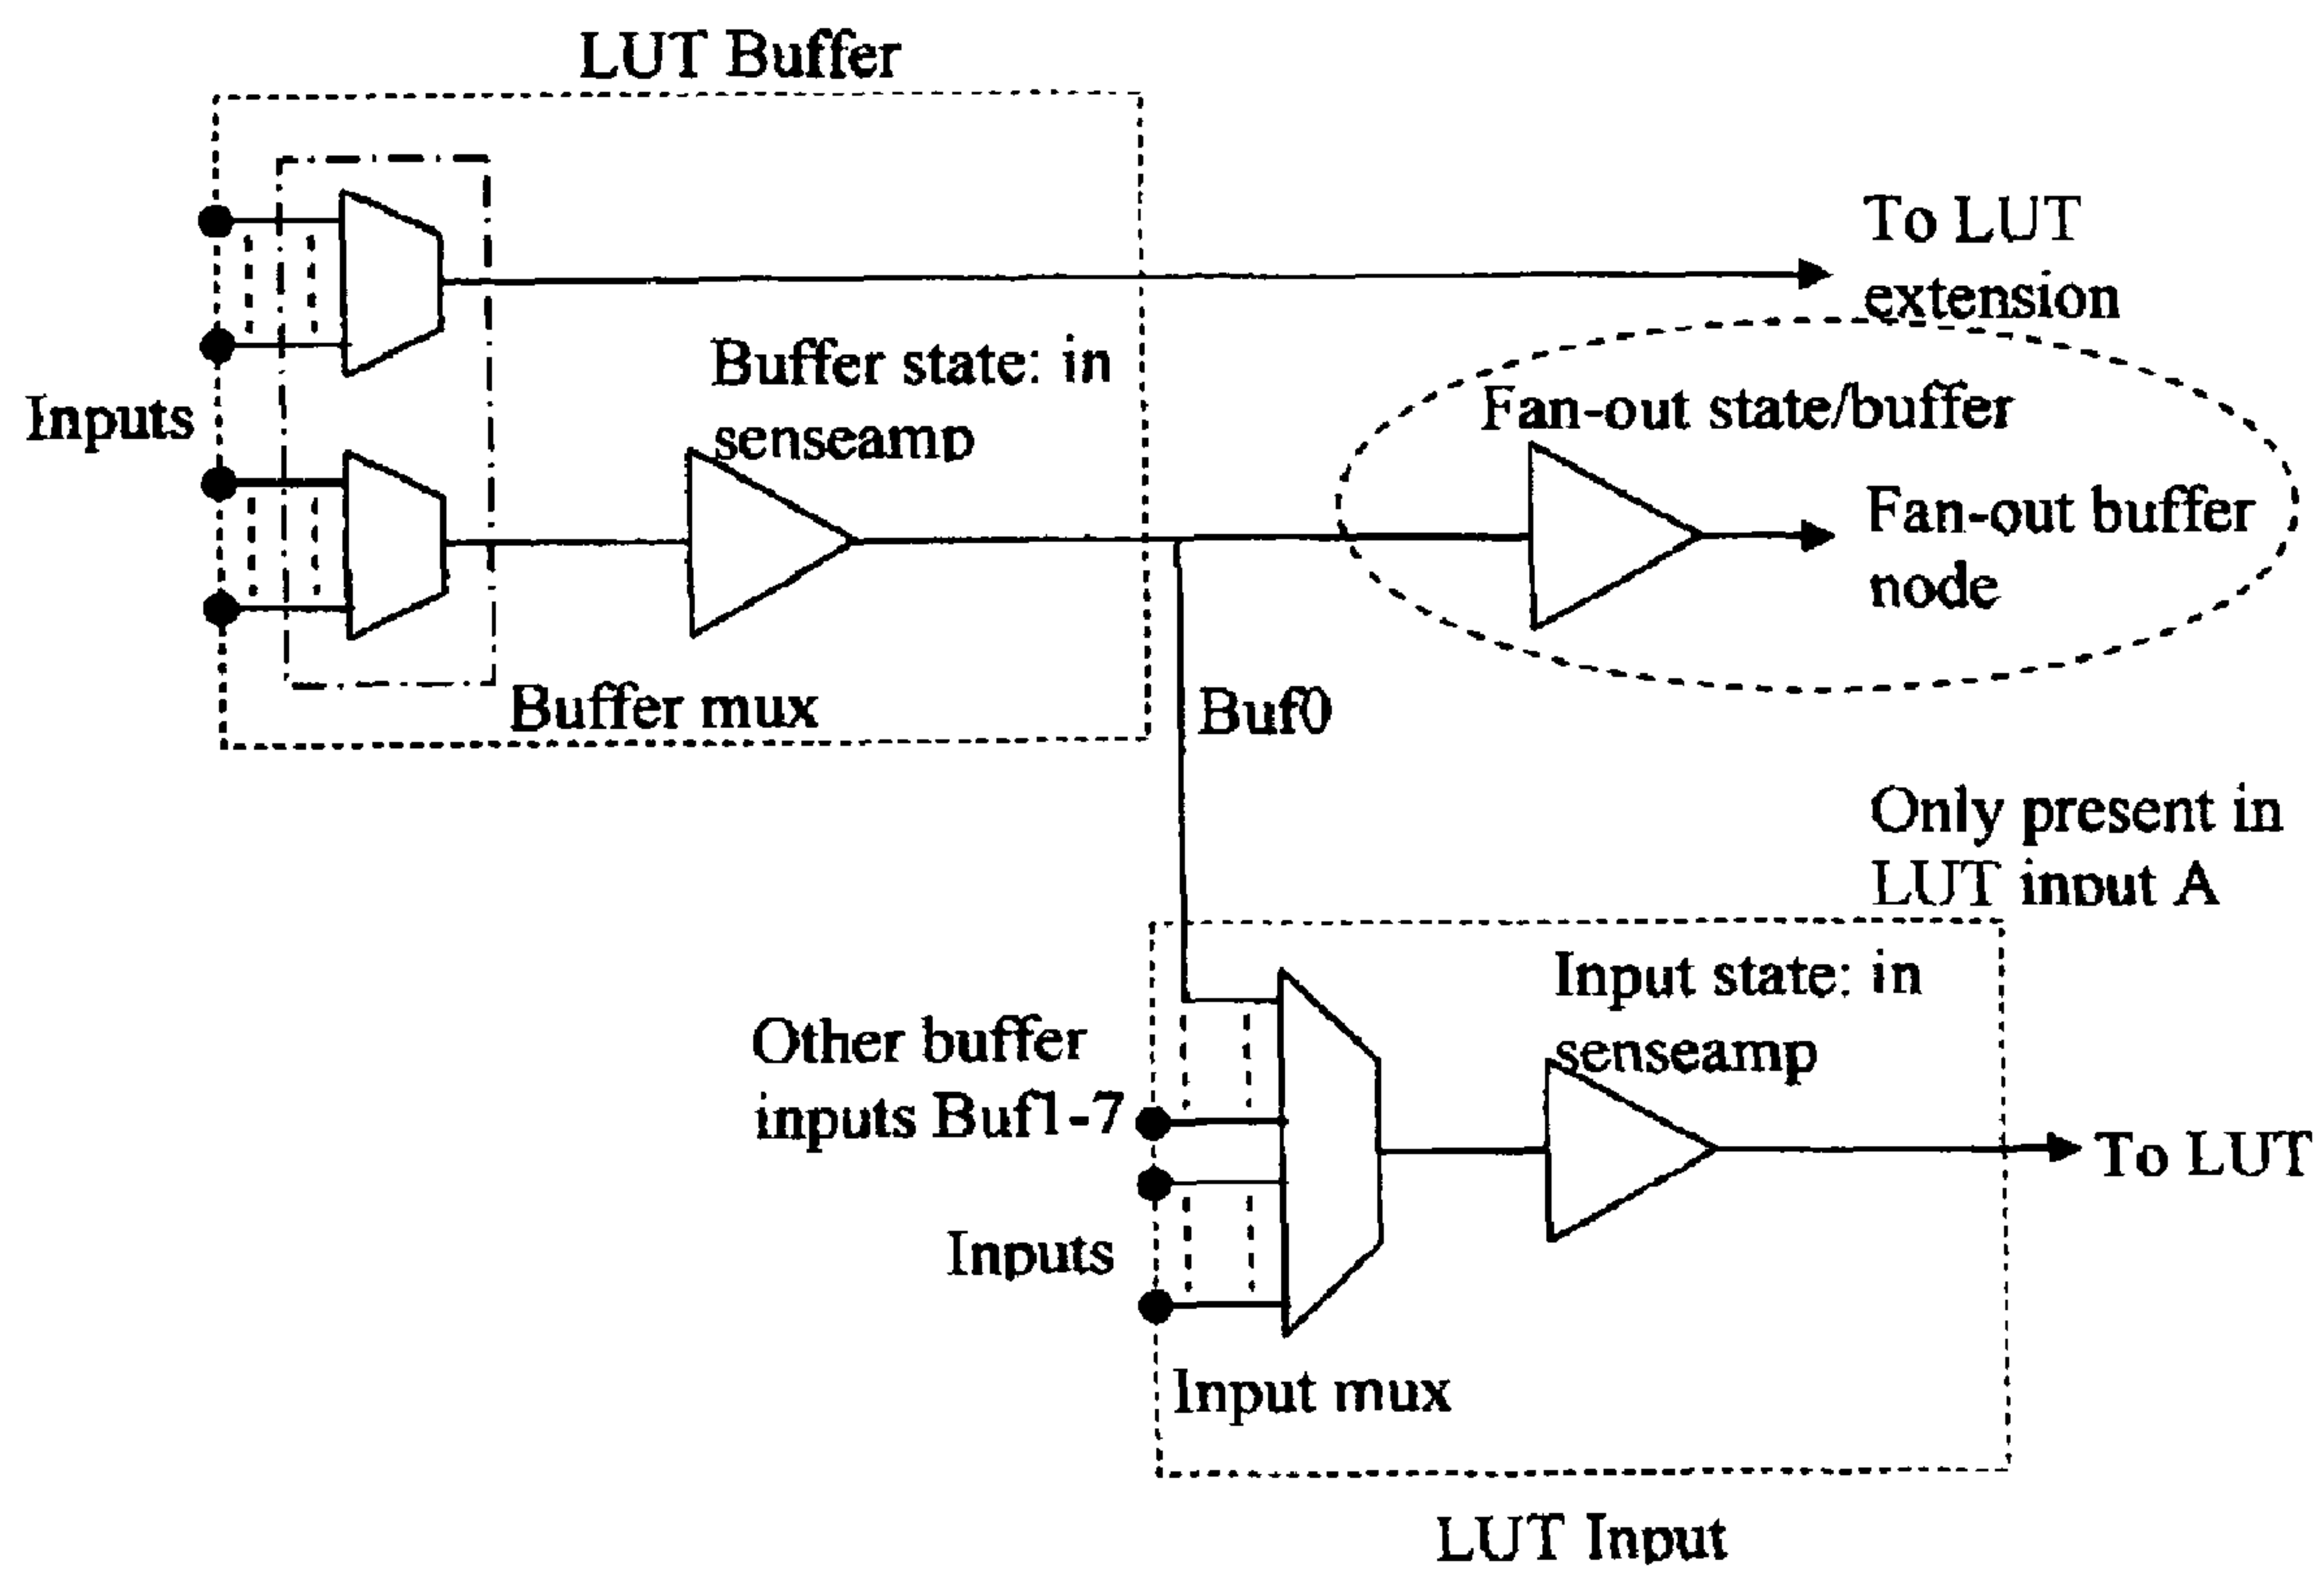 LUT Buffer
To LUT
extension
Buffer state: in
senseamp
Inputs
Fan-out state/buffer
Fan-out buffer
node
Buffer mux
Buf0
Only present in
LUT input A
Input state: in
senseamp
Other buffer
inputs Buf1-7
To LUT
Inputs
Input mux
LUT Input